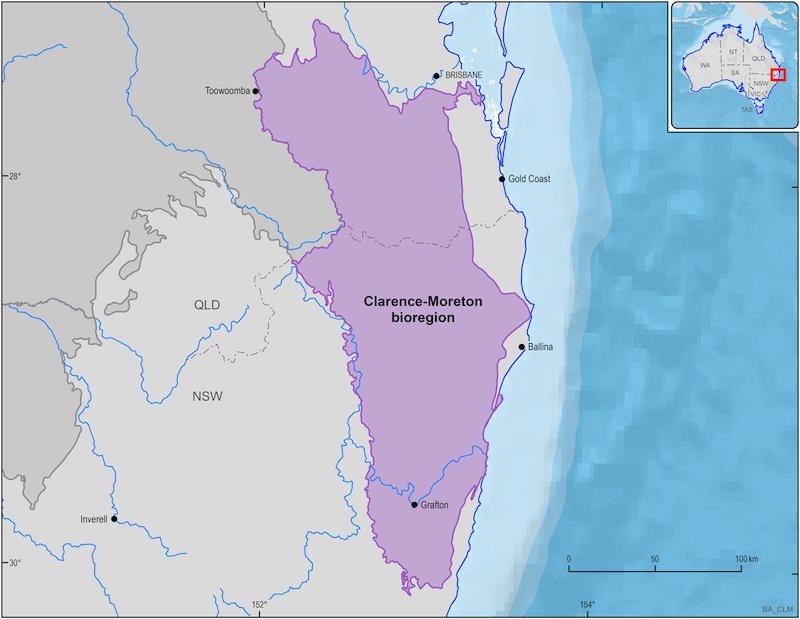 BRISBANE
Toowoomba
28°
Gold Coast
QLD
Clarence-Moreton
bioregion
Ballina
NSW
Grafton
Inverell
30°
0 50 100 km
152°
154°
BA_CLM
NT
QLD
WA
SA
NSW
VIC
TAS